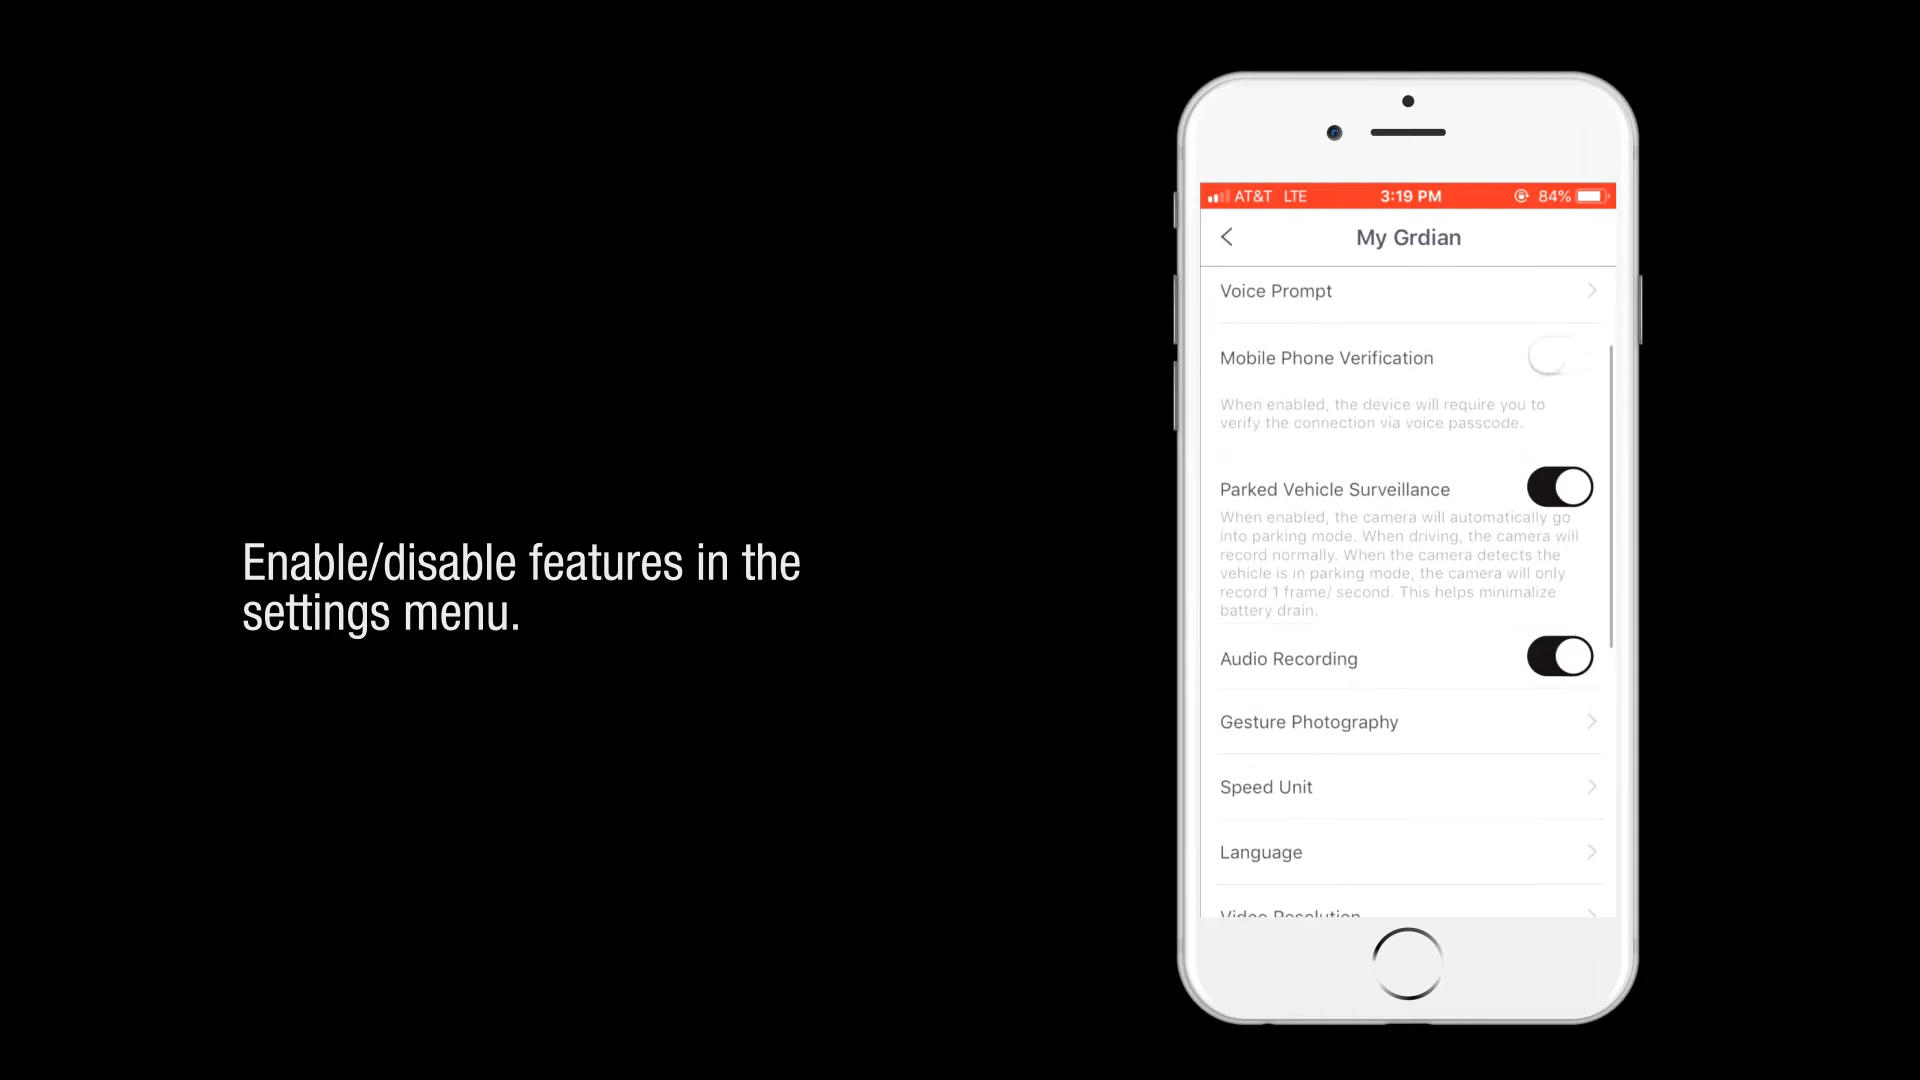 Enable/disable features in the
settings menu.
AT&T LTE 3:19 PM 84%
My Grdian
Voice Prompt
Mobile Phone Verification
When enabled, the device will require you to
verify the connection via voice passcode.
Parked Vehicle Surveillance
When enabled, the camera will automatically go
into parking mode. When driving, the camera will
record normally. When the camera detects the
vehicle is in parking mode, the camera will only
record 1 frame/ second. This helps minimalize
battery drain.
Audio Recording
Gesture Photography
Speed Unit
Language
Video Resolution